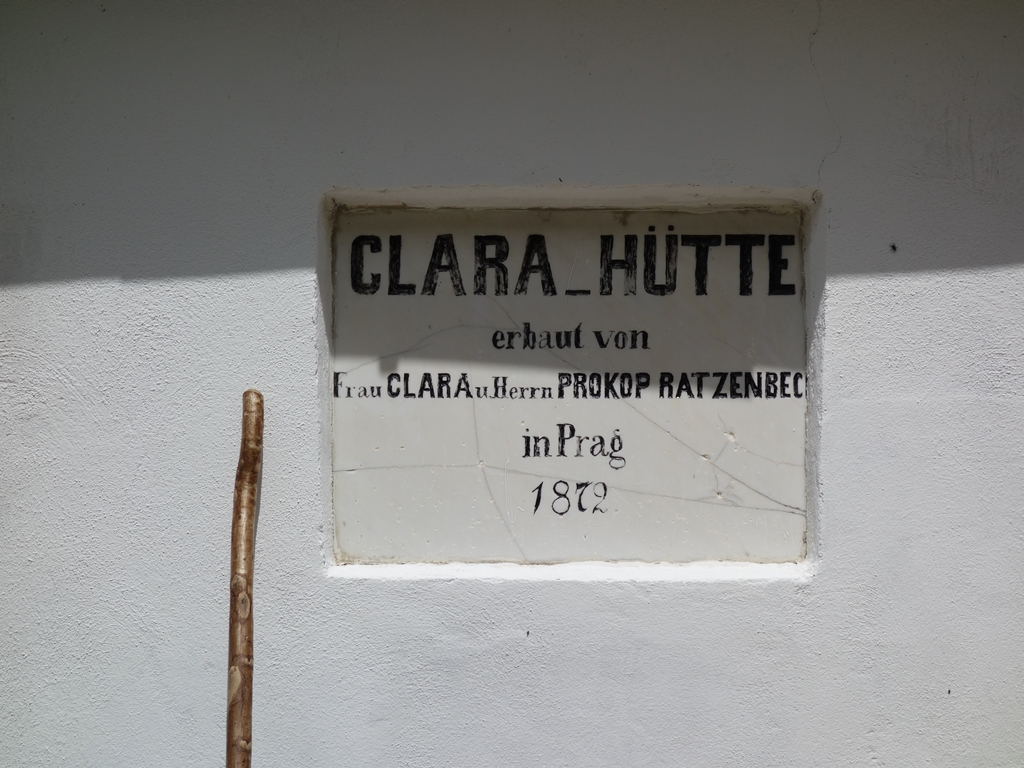 CLARA_HÜTTE
erbaut von
Frau CLARA u. Herrn PROKOP RATZENBEC
in Prag
1872